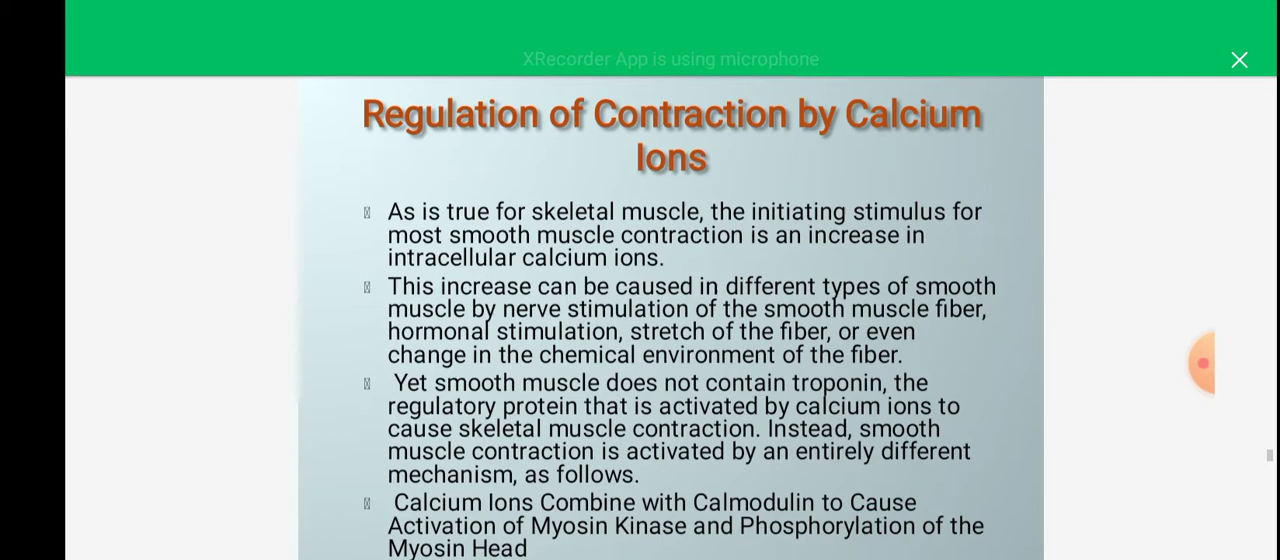 XRecorder App is using microphone
Regulation of Contraction by Calcium
Ions
As is true for skeletal muscle, the initiating stimulus for
most smooth muscle contraction is an increase in
intracellular calcium ions.
This increase can be caused in different types of smooth
muscle by nerve stimulation of the smooth muscle fiber,
hormonal stimulation, stretch of the fiber, or even
change in the chemical environment of the fiber.
Yet smooth muscle does not contain troponin, the
regulatory protein that is activated by calcium ions to
cause skeletal muscle contraction. Instead, smooth
muscle contraction is activated by an entirely different
mechanism, as follows.
Calcium Ions Combine with Calmodulin to Cause
Activation of Myosin Kinase and Phosphorylation of the
Myosin Head